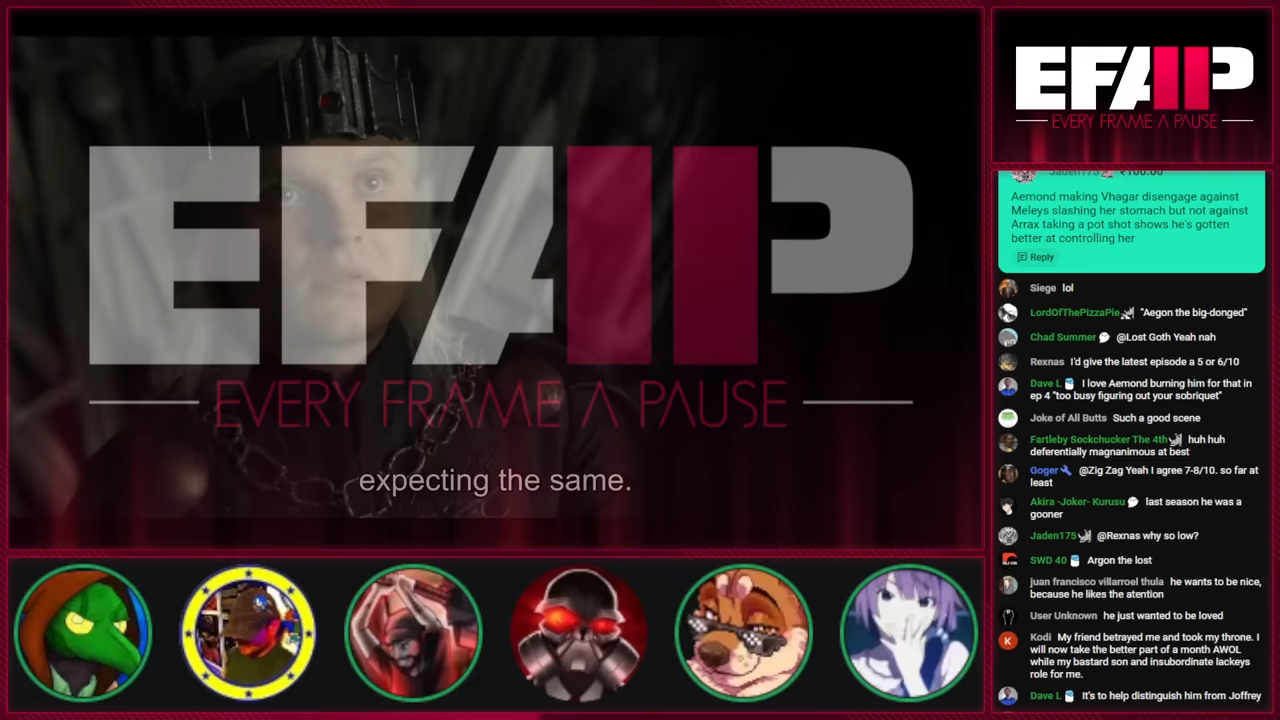 EFAP
EVERY FRAME A PAUSE
expecting the same.
EFAP
EVERY FRAME A PAUSE
Jaden175 ₹100.00
Aemond making Vhagar disengage against
Meleys slashing her stomach but not against
Arrax taking a pot shot shows he's gotten
better at controlling her
Reply
Siege lol
LordOfThePizzaPie "Aegon the big-donged"
Chad Summer @Lost Goth Yeah nah
Rexnas I'd give the latest episode a 5 or 6/10
Dave L I love Aemond burning him for that in
ep 4 "too busy figuring out your sobriquet"
Joke of All Butts Such a good scene
Fartleby Sockchucker The 4th huh huh
deferentially magnanimous at best
Goger @Zig Zag Yeah I agree 7-8/10. so far at
least
Akira -Joker- Kurusu last season he was a
gooner
Jaden175 @Rexnas why so low?
SWD 40 Argon the lost
juan francisco villarroel thula he wants to be nice,
because he likes the atention
User Unknown he just wanted to be loved
K
Kodi My friend betrayed me and took my throne. I
will now take the better part of a month AWOL
while my bastard son and insubordinate lackeys
role for me.
Dave L It's to help distinguish him from Joffrey